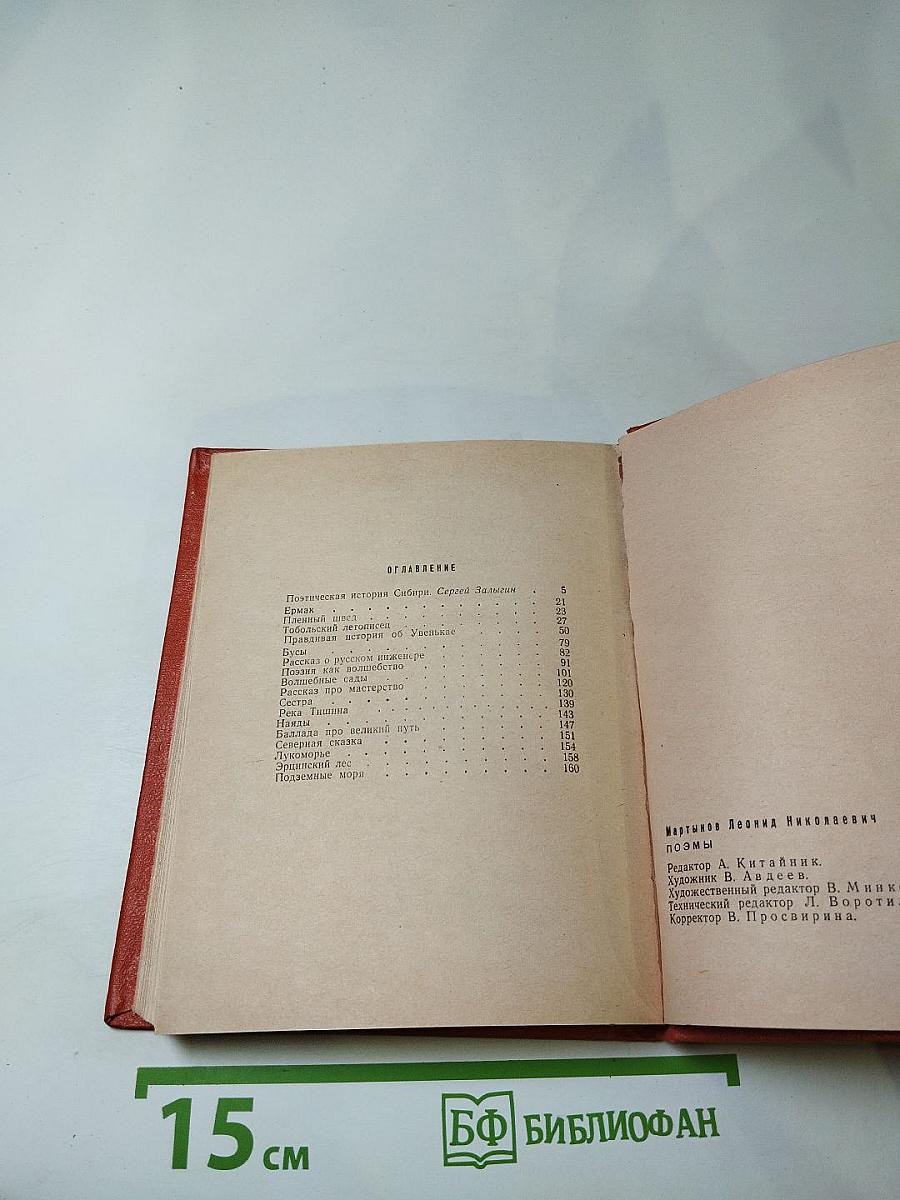 ОГЛАВЛЕНИЕ
Поэтическая история Сибири. Сергей Залыгин . 5
Ермак . . . . . . . . . . 21
Пленный швед . . . . . . . . . 23
Тобольский летописец . . . . . . . . 27
Правдивая история об Увенькае . . . . . 50
Бусы . . . . . . . . . . 79
Рассказ о русском инженере . . . . . 82
Поэзия как волшебство . . . . . . 91
Волшебные сады . . . . . . . . 101
Рассказ про мастерство . . . . . . 120
Сестра . . . . . . . . . 130
Река Тишина . . . . . . . . 139
Наяды . . . . . . . . . 143
Баллада про великий путь . . . . . 147
Северная сказка . . . . . . . 151
Лукоморье . . . . . . . . 154
Эрцинский лес . . . . . . . . 158
Подземные моря . . . . . . . 160
Мартынов Леонид Николаевич
ПОЭМЫ
Редактор А. Китайник.
Художник В. Авдеев.
Художественный редактор В. Минк
Технический редактор Л. Вороти
Корректор В. Просвирина.
15 см
БФ БИБЛИОФАН